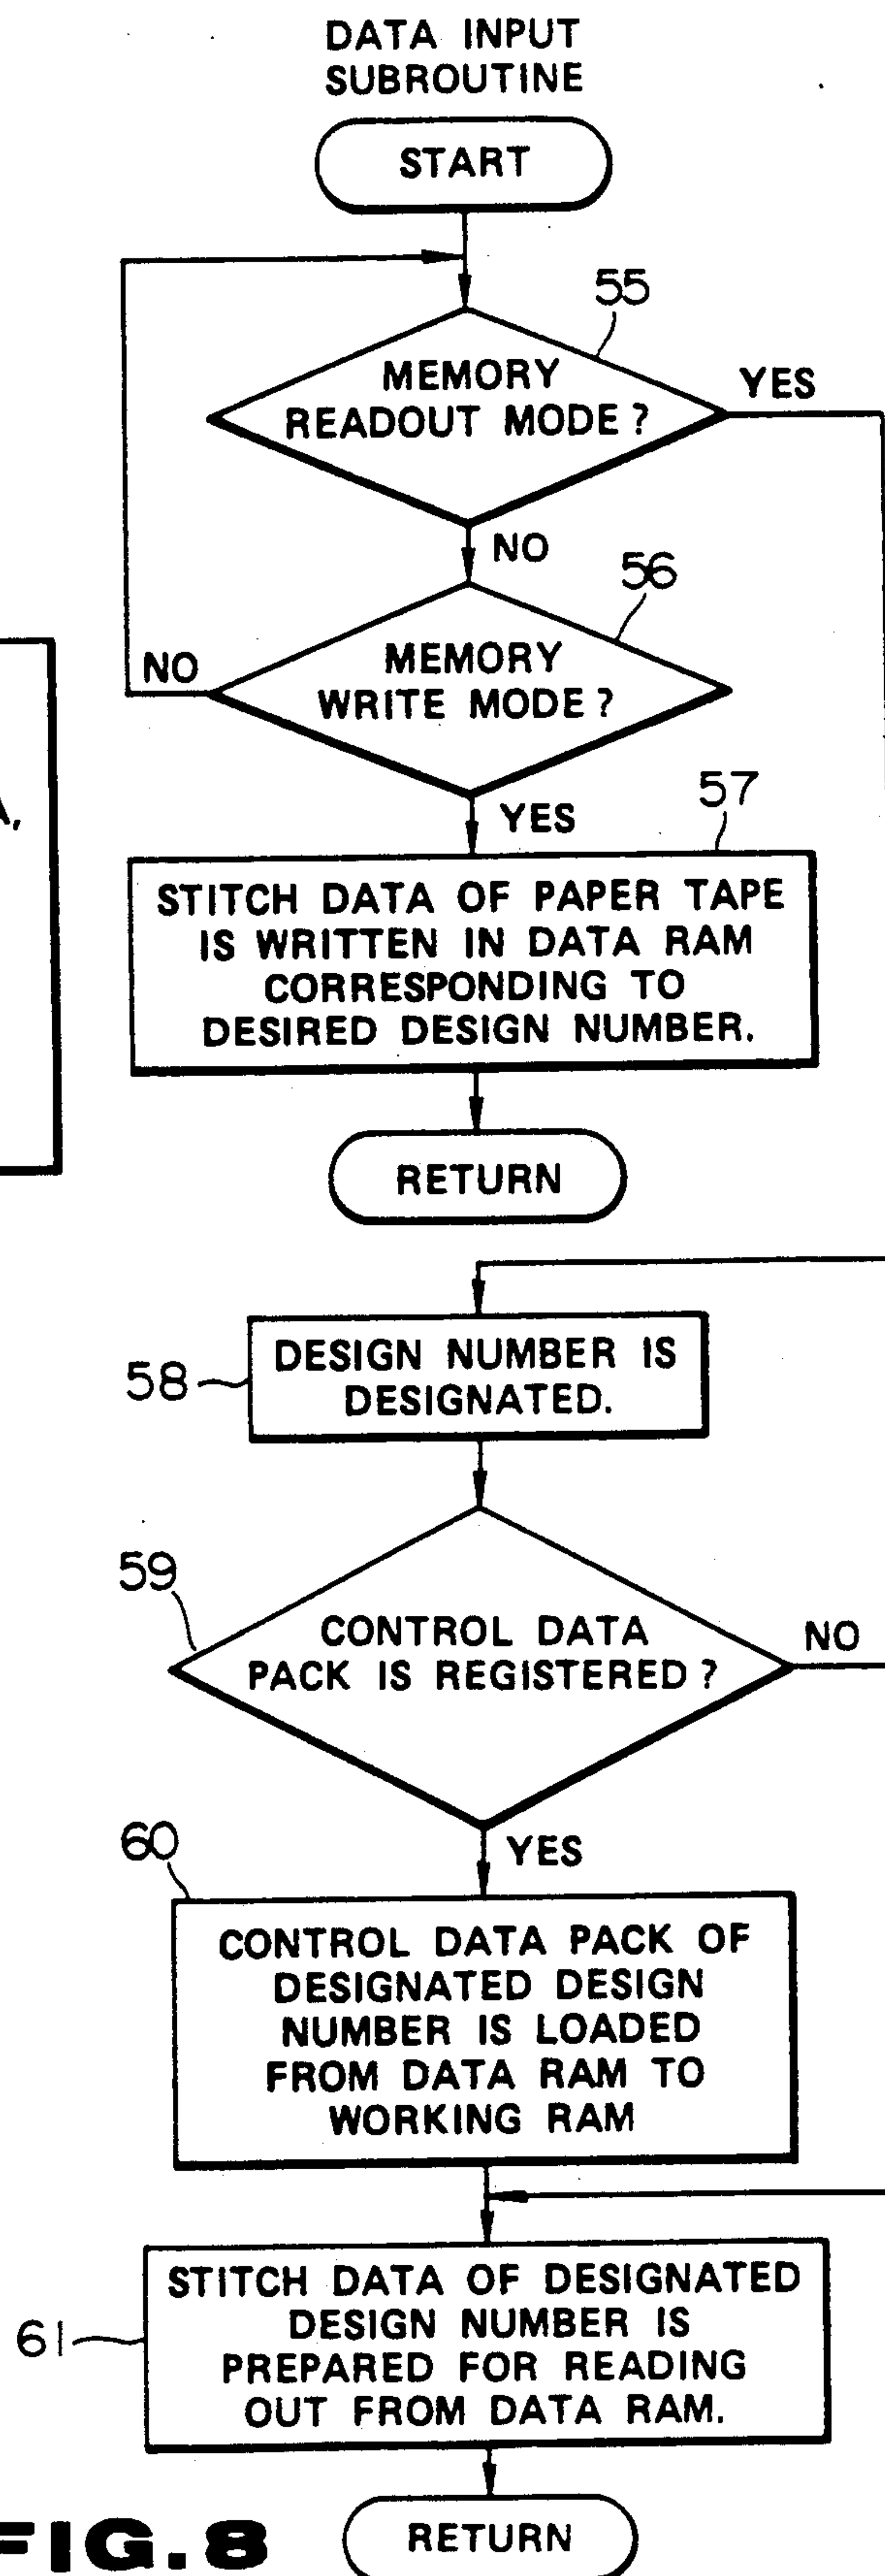 DATA INPUT
SUBROUTINE
START
55
MEMORY
READOUT MODE?
YES
NO
56
MEMORY
WRITE MODE?
NO
YES
57
STITCH DATA OF PAPER TAPE
IS WRITTEN IN DATA RAM
CORRESPONDING TO
DESIRED DESIGN NUMBER.
RETURN
58
DESIGN NUMBER IS
DESIGNATED.
59
CONTROL DATA
PACK IS REGISTERED?
NO
YES
60
CONTROL DATA PACK OF
DESIGNATED DESIGN
NUMBER IS LOADED
FROM DATA RAM TO
WORKING RAM
61
STITCH DATA OF DESIGNATED
DESIGN NUMBER IS
PREPARED FOR READING
OUT FROM DATA RAM.
RETURN
FIG.8